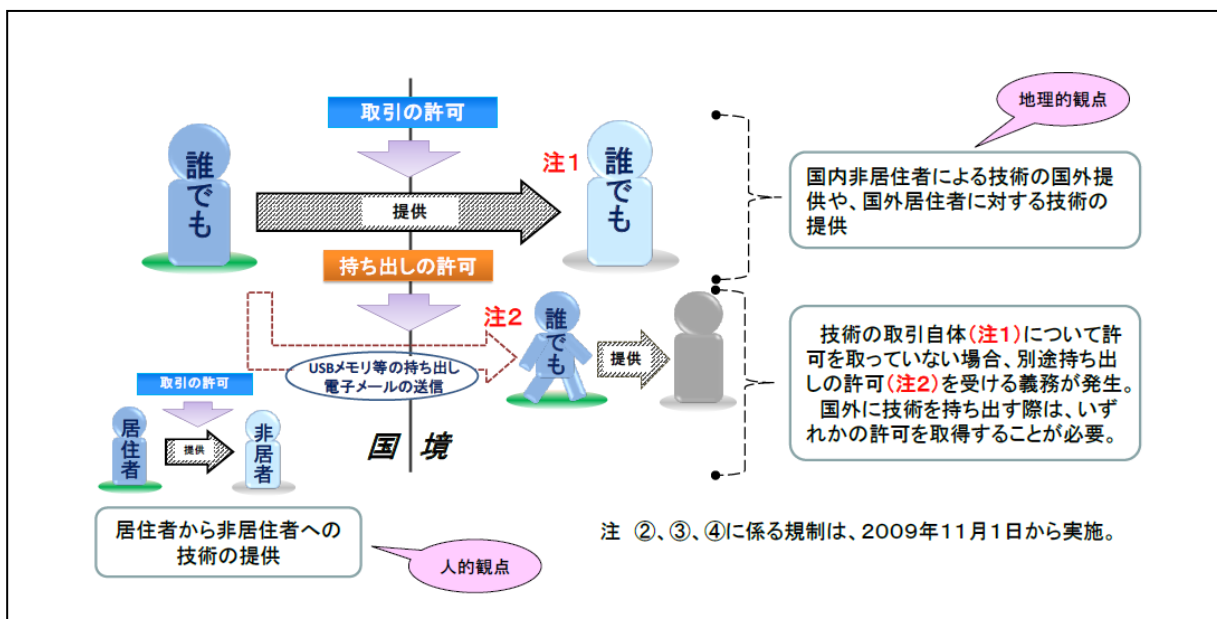 取引の許可
誰でも
提供
注1
誰でも
地理的観点
国内非居住者による技術の国外提
供や、国外居住者に対する技術の
提供
持ち出しの許可
注2
誰でも
提供
USBメモリ等の持ち出し
電子メールの送信
技術の取引自体(注1)について許
可を取っていない場合、別途持ち出
しの許可(注2)を受ける義務が発生。
国外に技術を持ち出す際は、いず
れかの許可を取得することが必要。
取引の許可
居住者
提供
非居者
国 境
居住者から非居住者への
技術の提供
人的観点
注 ②、③、④に係る規制は、2009年11月1日から実施。